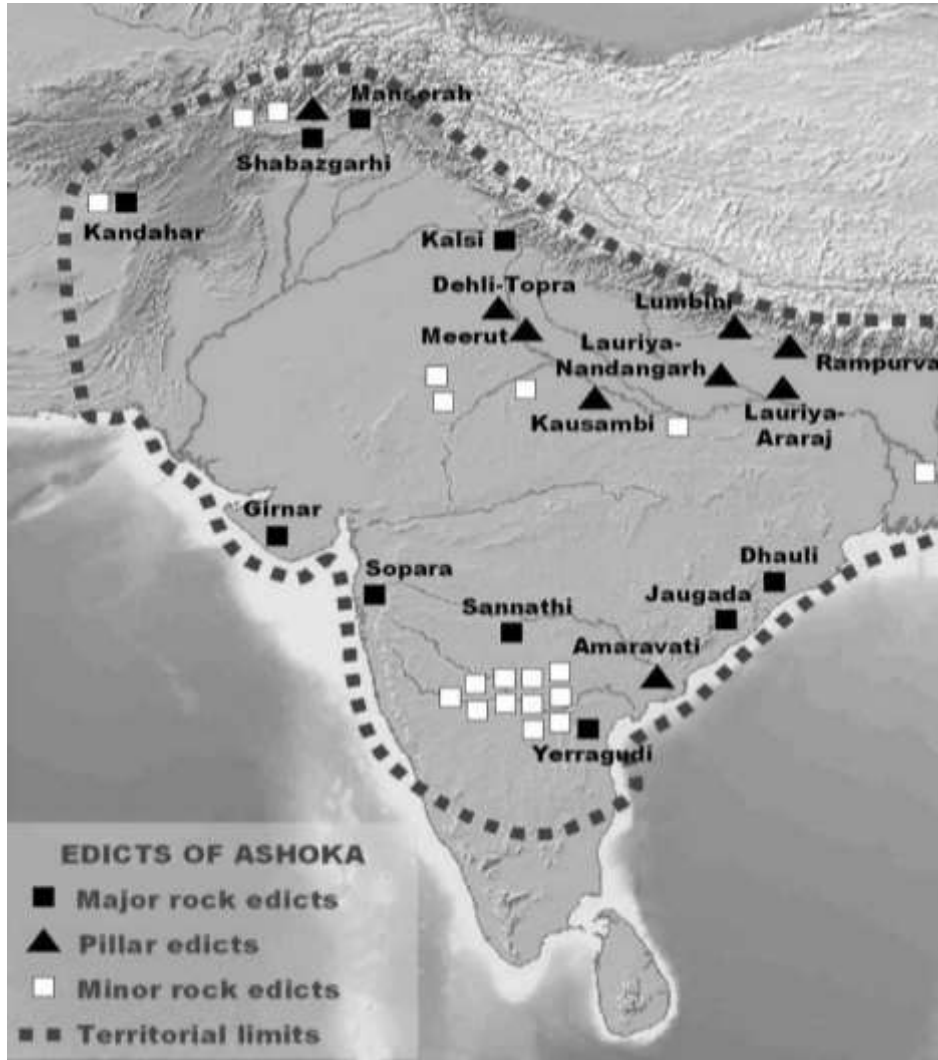 Manserah
Shabazgarhi
Kandahar
Kalsi
Dehli-Topra
Lumbini
Meerut
Lauriya-
Nandangarh
Rampurva
Kausambi
Lauriya-
Araraj
Girnar
Sopara
Dhauli
Sannathi
Jaugada
Amaravati
Yerragudi
EDICTS OF ASHOKA
Major rock edicts
Pillar edicts
Minor rock edicts
Territorial limits